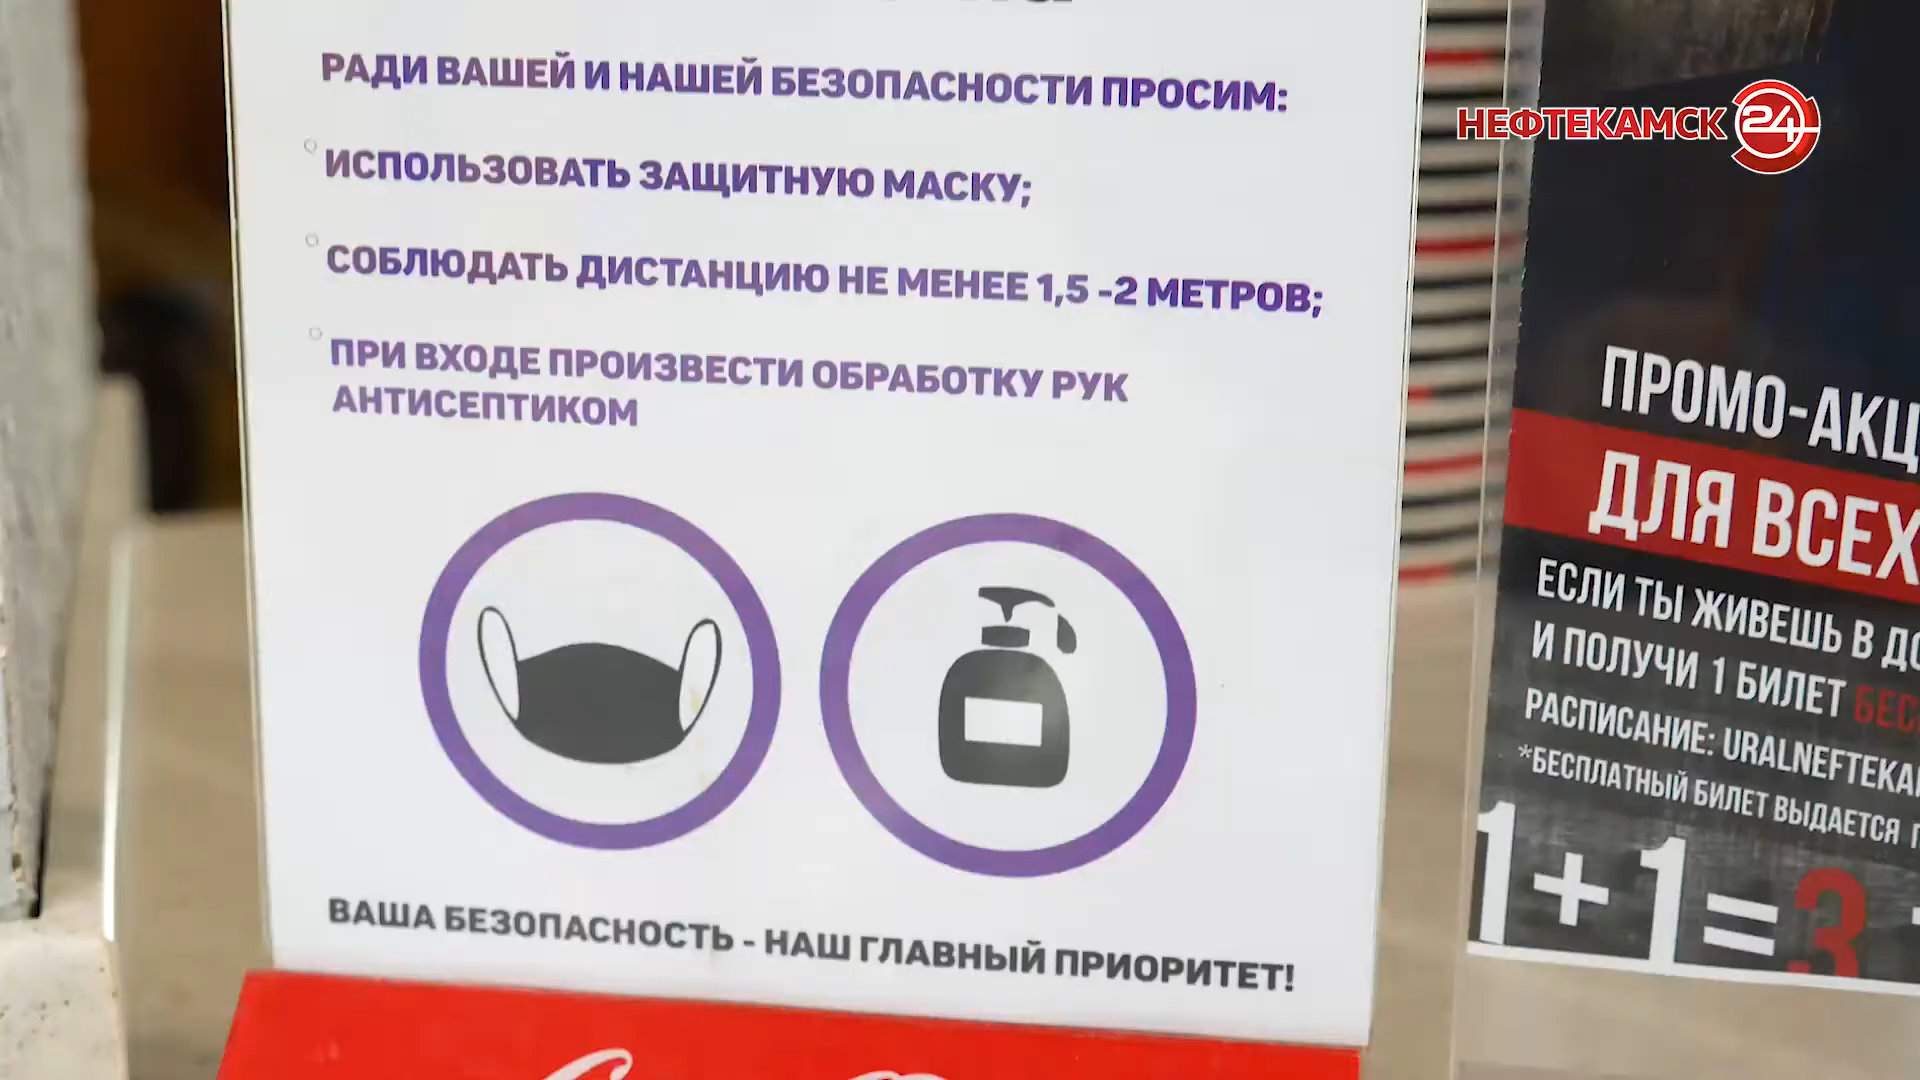 РАДИ ВАШЕЙ И НАШЕЙ БЕЗОПАСНОСТИ ПРОСИМ:
ИСПОЛЬЗОВАТЬ ЗАЩИТНУЮ МАСКУ;
СОБЛЮДАТЬ ДИСТАНЦИЮ НЕ МЕНЕЕ 1,5 -2 МЕТРОВ;
ПРИ ВХОДЕ ПРОИЗВЕСТИ ОБРАБОТКУ РУК
АНТИСЕПТИКОМ
ВАША БЕЗОПАСНОСТЬ - НАШ ГЛАВНЫЙ ПРИОРИТЕТ!
НЕФТЕКАМСК 24
ПРОМО-АКЦ
ДЛЯ ВСЕХ
ЕСЛИ ТЫ ЖИВЕШЬ В
И ПОЛУЧИ 1 БИЛЕТ БЕС
РАСПИСАНИЕ: URALNEFTEKA
*БЕСПЛАТНЫЙ БИЛЕТ ВЫДАЕТСЯ
1+1=3